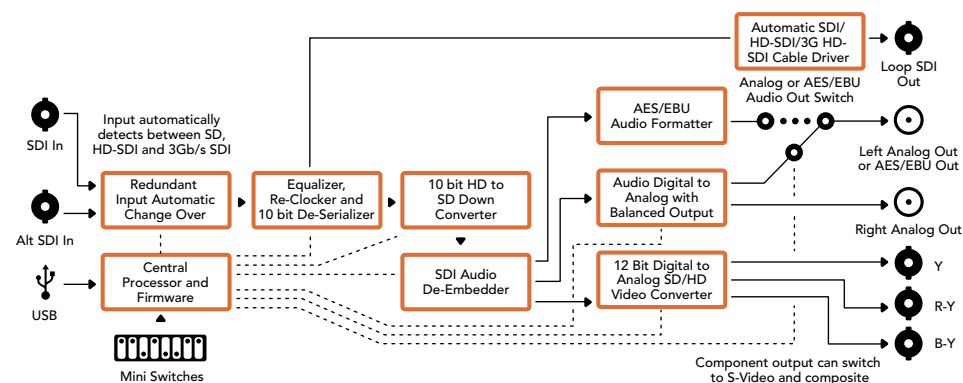 Automatic SDI/
HD-SDI/3G HD-
SDI Cable Driver
Loop SDI
Out
Analog or AES/EBU
Audio Out Switch
AES/EBU
Audio Formatter
Input automatically
detects between SD,
HD-SDI and 3Gb/s SDI
SDI In
Left Analog Out
or AES/EBU Out
Redundant
Input Automatic
Change Over
Equalizer,
Re-Clocker and
10 bit De-Serializer
10 bit HD to
SD Down
Converter
Audio Digital to
Analog with
Balanced Output
Alt SDI In
Right Analog Out
Central
Processor and
Firmware
SDI Audio
De-Embedder
12 Bit Digital to
Analog SD/HD
Video Converter
Y
USB
R-Y
B-Y
Mini Switches
Component output can switch
to S-Video and composite